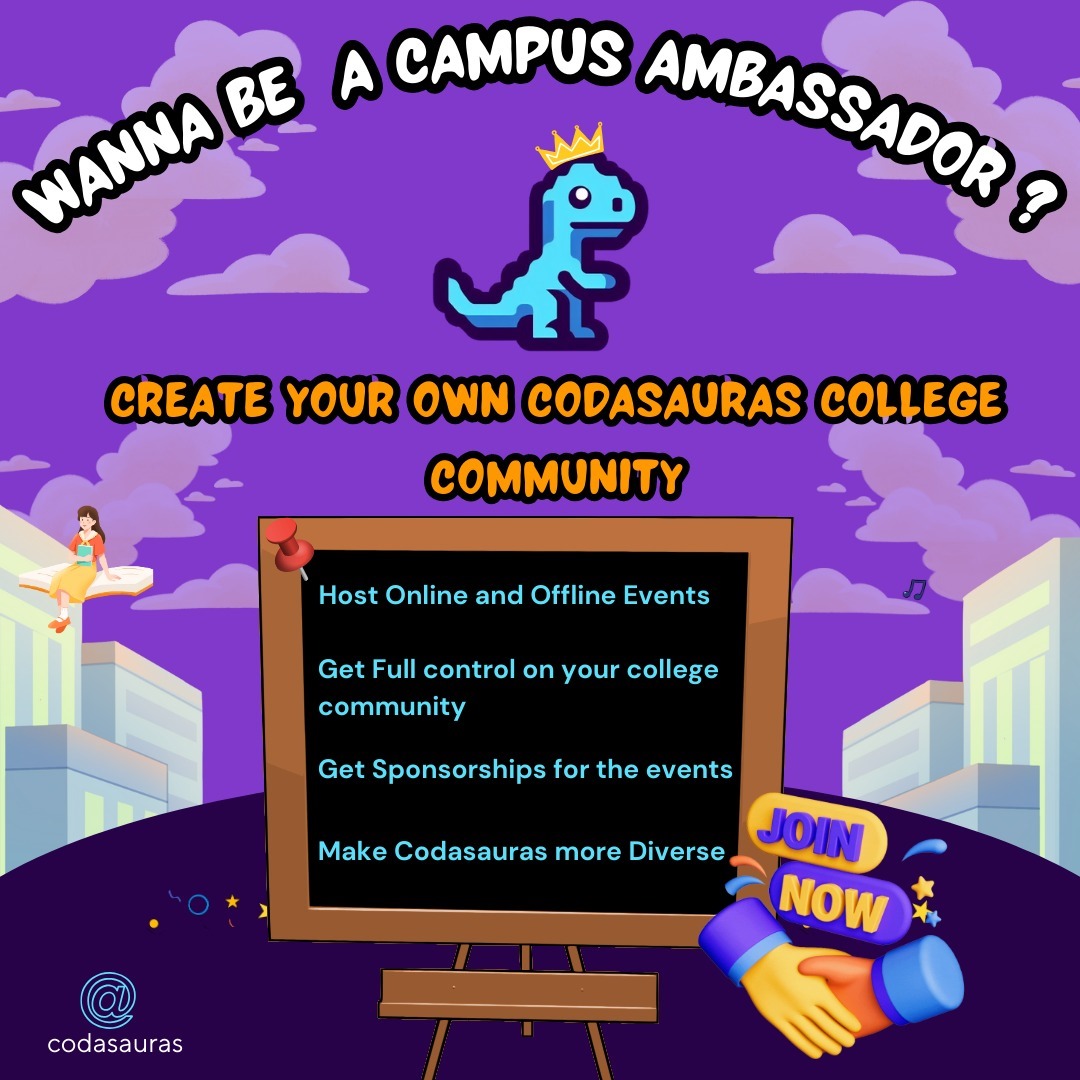 WANNA BE A CAMPUS AMBASSADOR ?
CREATE YOUR OWN CODASAURAS COLLEGE
COMMUNITY
Host Online and Offline Events
Get Full control on your college
community
Get Sponsorships for the events
Make Codasauras more Diverse
JOIN
NOW
@
codasauras